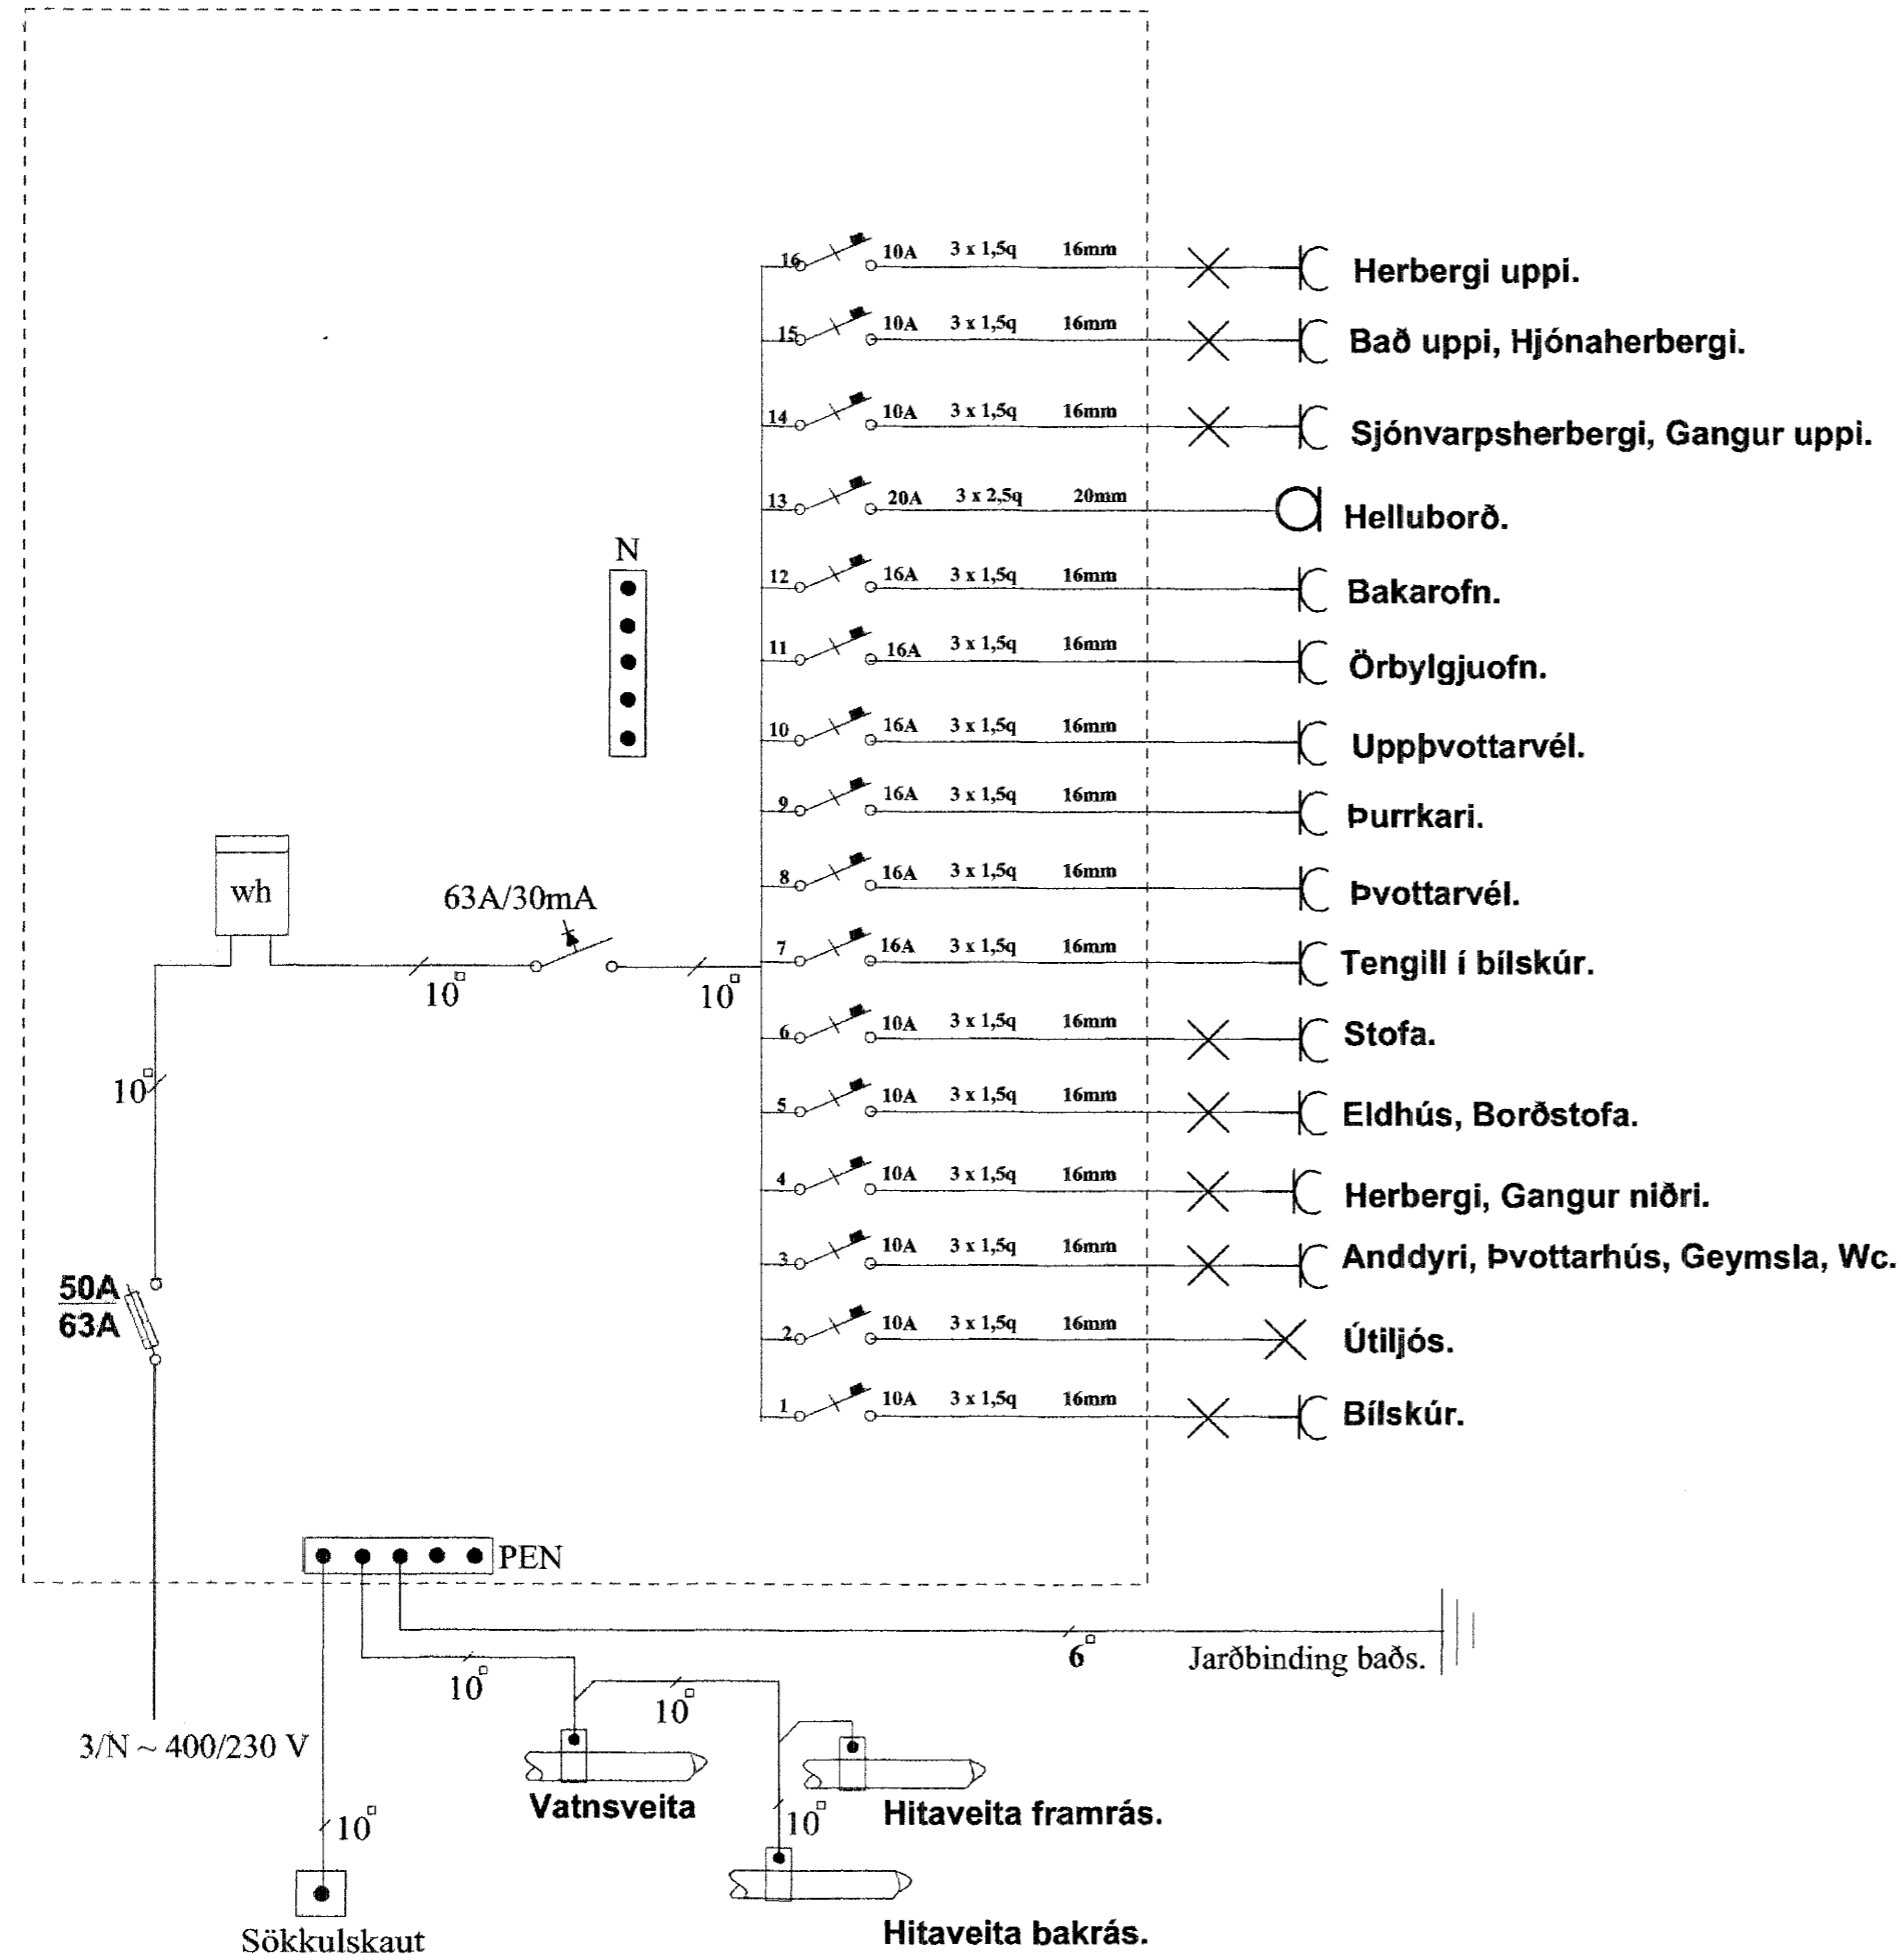 16 10A 3 x 1,5q 16mm Herbergi uppi.
15 10A 3 x 1,5q 16mm Bað uppi, Hjónaherbergi.
14 10A 3 x 1,5q 16mm Sjónvarpsherbergi, Gangur uppi.
13 20A 3 x 2,5q 20mm Helluborð.
N
12 16A 3 x 1,5q 16mm Bakarofn.
11 16A 3 x 1,5q 16mm Örbylgjuofn.
10 16A 3 x 1,5q 16mm Uppþvottarvél.
9 16A 3 x 1,5q 16mm Þurrkari.
8 16A 3 x 1,5q 16mm Þvottarvél.
wh
63A/30mA
7 16A 3 x 1,5q 16mm Tengill í bílskúr.
10□
10□
6 10A 3 x 1,5q 16mm Stofa.
10□
5 10A 3 x 1,5q 16mm Eldhús, Borðstofa.
4 10A 3 x 1,5q 16mm Herbergi, Gangur niðri.
3 10A 3 x 1,5q 16mm Anddyri, Þvottarhús, Geymsla, Wc.
50A
63A
2 10A 3 x 1,5q 16mm Útiljós.
1 10A 3 x 1,5q 16mm Bílskúr.
PEN
6□
Jarðbinding baðs.
10□
10□
3/N ~ 400/230 V
Vatnsveita
Hitaveita framrás.
10□
10□
Hitaveita bakrás.
Sökkulskaut